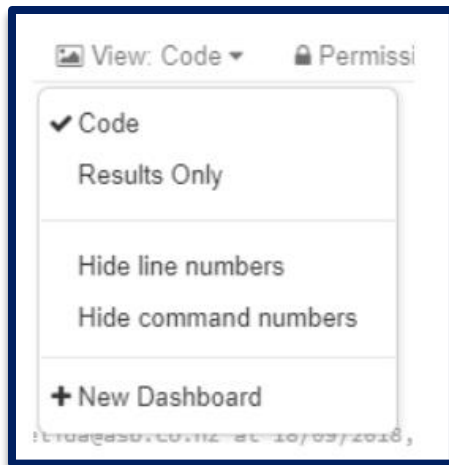 View: Code Permissi
Code
Results Only
Hide line numbers
Hide command numbers
New Dashboard
at 18/09/2018,